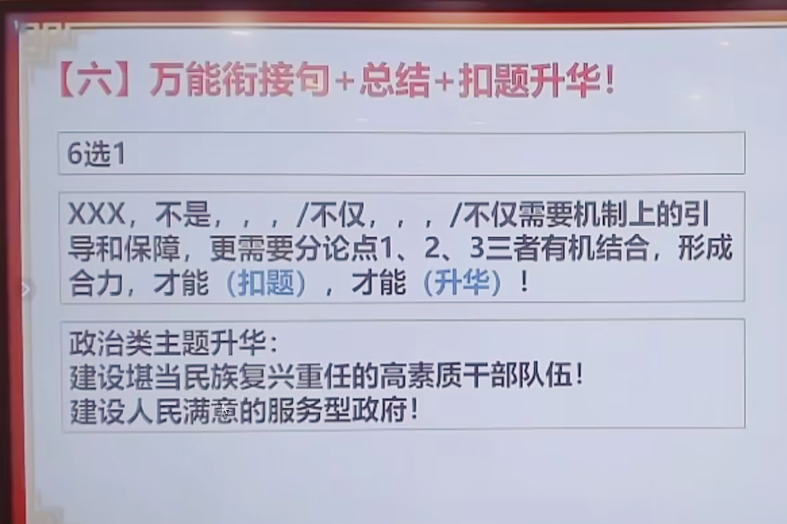 【六】万能衔接句+总结+扣题升华！
6选1
XXX，不是，，，/不仅，，，/不仅需要机制上的引
导和保障，更需要分论点1、2、3三者有机结合，形成
合力，才能（扣题），才能（升华）！
政治类主题升华：
建设堪当民族复兴重任的高素质干部队伍！
建设人民满意的服务型政府！